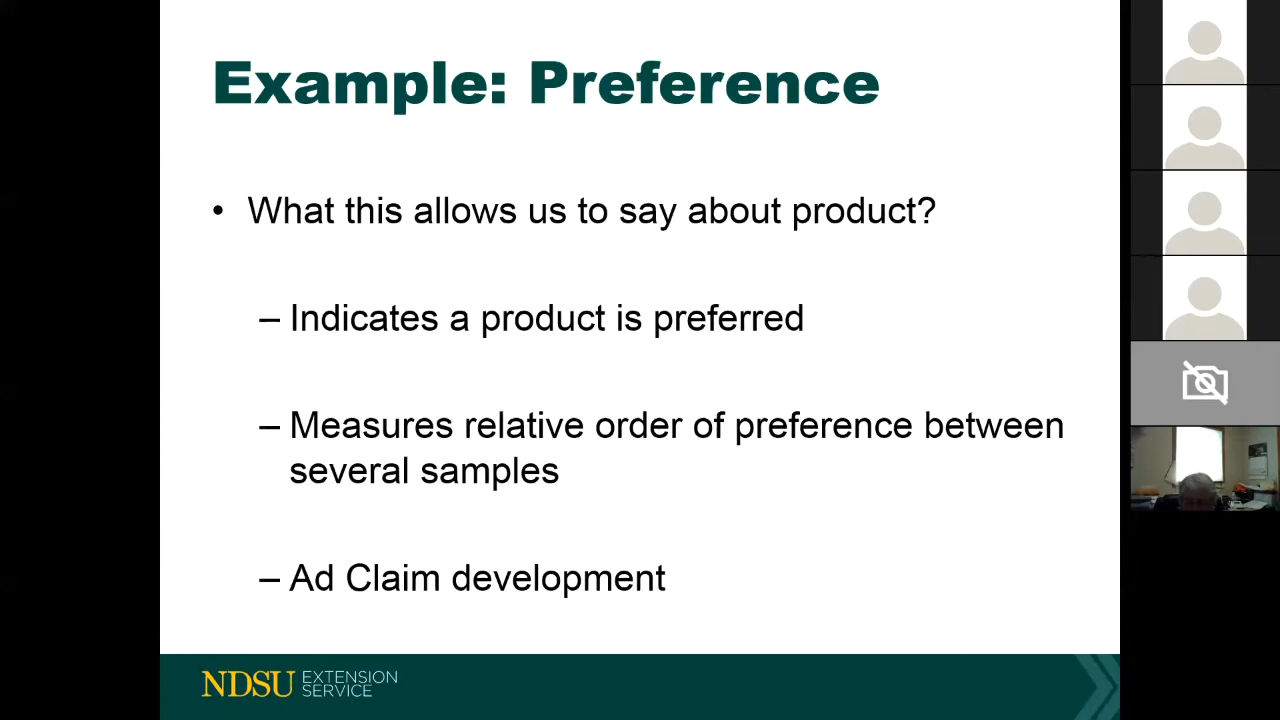 Example: Preference
• What this allows us to say about product?
– Indicates a product is preferred
– Measures relative order of preference between
several samples
– Ad Claim development
NDSU EXTENSION
SERVICE